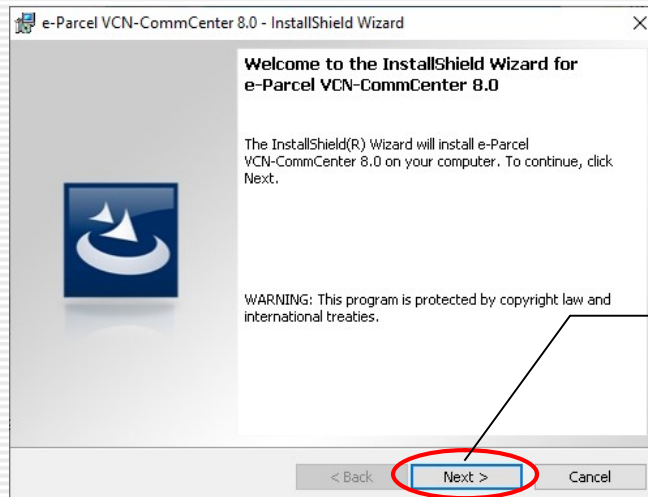 e-Parcel VCN-CommCenter 8.0 - InstallShield Wizard
Welcome to the InstallShield Wizard for
e-Parcel VCN-CommCenter 8.0
The InstallShield(R) Wizard will install e-Parcel
VCN-CommCenter 8.0 on your computer. To continue, click
Next.
WARNING: This program is protected by copyright law and
international treaties.
< Back
Next >
Cancel